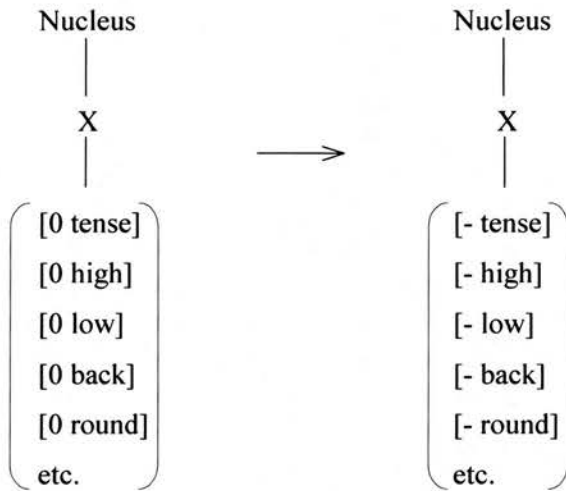 Nucleus Nucleus
X X
[0 tense] [- tense]
[0 high] [- high]
[0 low] [- low]
[0 back] [- back]
[0 round] [- round]
etc. etc.